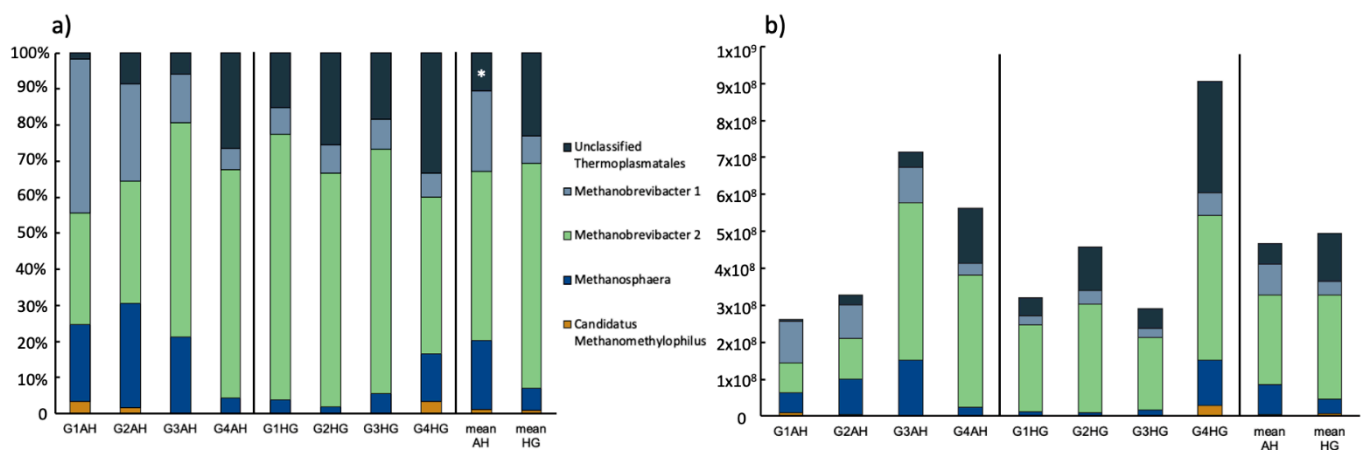 a)
100%
90%
80%
70%
60%
50%
40%
30%
20%
10%
0
G1AH G2AH G3AH G4AH G1HG G2HG G3HG G4HG mean AH mean HG
*
Unclassified
Thermoplasmatales
Methanobrevibacter 1
Methanobrevibacter 2
Methanosphaera
Candidatus
Methanomethylophilus
b)
1x10⁹
9x10⁸
8x10⁸
7x10⁸
6x10⁸
5x10⁸
4x10⁸
3x10⁸
2x10⁸
1x10⁸
0
G1AH G2AH G3AH G4AH G1HG G2HG G3HG G4HG mean AH mean HG